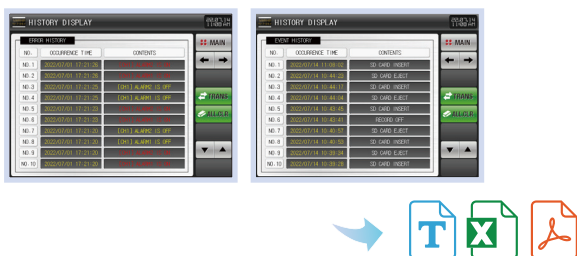 HISTORY DISPLAY
ERROR HISTORY
MAIN
NO. OCCURRENCE TIME CONTENTS
NO. 1 2022/07/01 17:21:26
NO. 2 2022/07/01 17:21:26
NO. 3 2022/07/01 17:21:25 [CH1] ALARM2 IS OFF
NO. 4 2022/07/01 17:21:25 [CH1] ALARM1 IS OFF
TRANS
NO. 5 2022/07/01 17:21:23
ALL CLR
NO. 6 2022/07/01 17:21:23
NO. 7 2022/07/01 17:21:20 [CH1] ALARM2 IS OFF
NO. 8 2022/07/01 17:21:20 [CH1] ALARM1 IS OFF
NO. 9 2022/07/01 17:21:20
NO. 10 2022/07/01 17:21:20
HISTORY DISPLAY
EVENT HISTORY
MAIN
NO. OCCURRENCE TIME CONTENTS
NO. 1 2022/07/14 11:00:02 SD CARD INSERT
NO. 2 2022/07/14 10:44:20 SD CARD EJECT
NO. 3 2022/07/14 10:44:17 SD CARD INSERT
NO. 4 2022/07/14 10:44:04 SD CARD EJECT
TRANS
NO. 5 2022/07/14 10:43:45 SD CARD INSERT
ALL CLR
NO. 6 2022/07/14 10:43:41 RECORD OFF
NO. 7 2022/07/14 10:40:57 SD CARD EJECT
NO. 8 2022/07/14 10:40:53 SD CARD INSERT
NO. 9 2022/07/14 10:39:34 SD CARD EJECT
NO. 10 2022/07/14 10:39:28 SD CARD INSERT
T
X